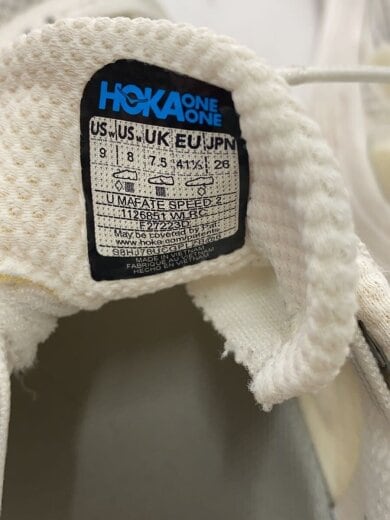 HOKA ONE ONE
US W US M UK EU JPN
9 8 7.5 41⅓ 26
U MAFATE SPEED 2
1126851 WLRC
E27223D
May be covered by Pat:
www.hoka.com/patents
MADE IN VIETNAM
FABRIQUÉ AU VIETNAM
HECHO EN VIETNAM